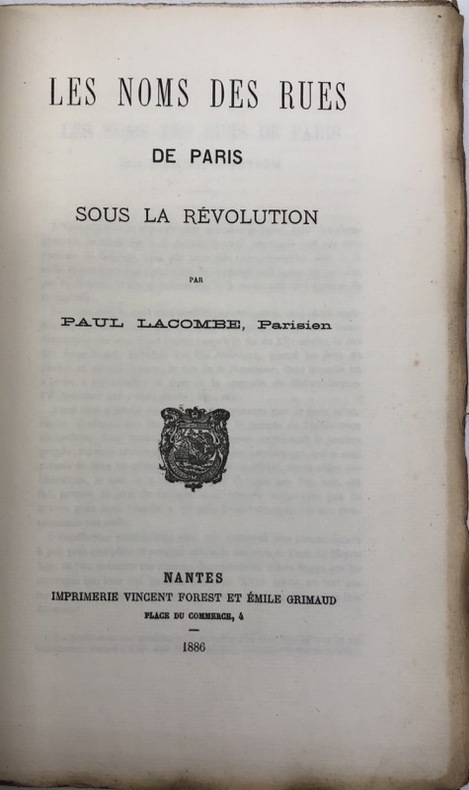 LES NOMS DES RUES
DE PARIS
SOUS LA RÉVOLUTION
PAR
PAUL LACOMBE, Parisien
NANTES
IMPRIMERIE VINCENT FOREST ET ÉMILE GRIMAUD
PLACE DU COMMERCE, 4
1886